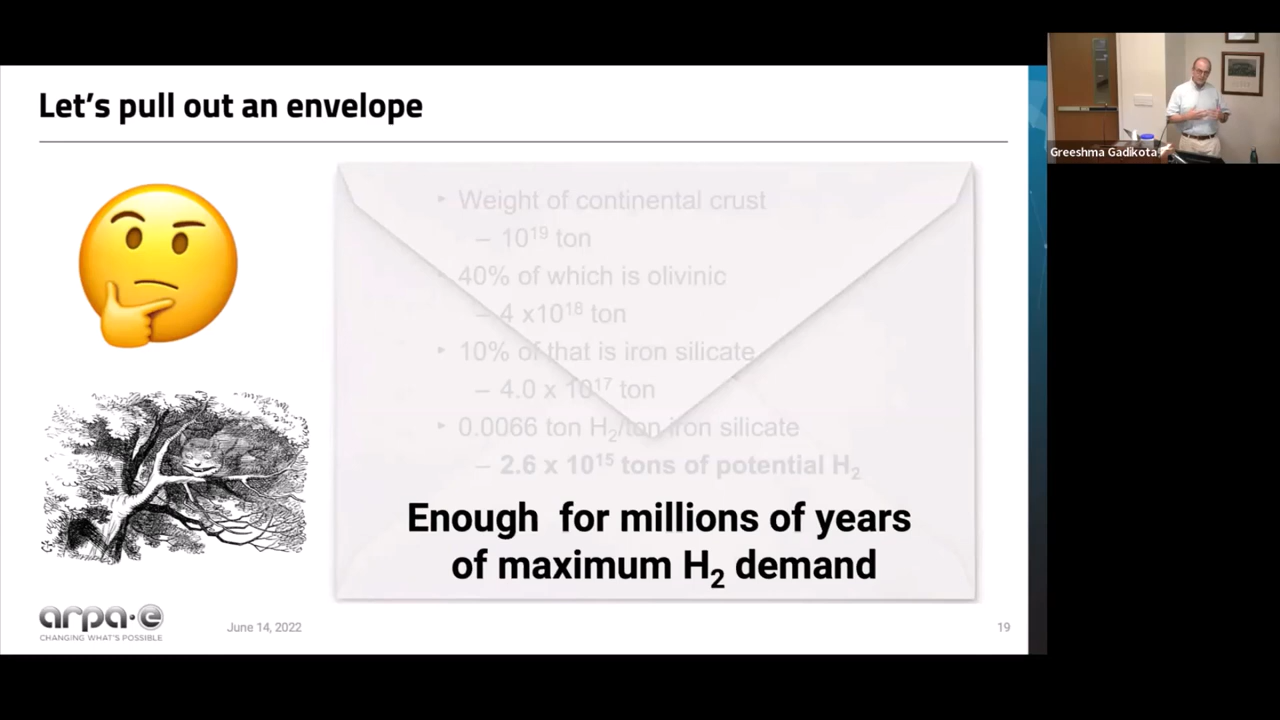 Let's pull out an envelope
‣ Weight of continental crust
– 10¹⁹ ton
‣ 40% of which is olivinic
– 4 x10¹⁸ ton
‣ 10% of that is iron silicate
– 4.0 x 10¹⁷ ton
‣ 0.0066 ton H₂/ton iron silicate
– 2.6 x 10¹⁵ tons of potential H₂
Enough for millions of years
of maximum H₂ demand
arpa·e
CHANGING WHAT'S POSSIBLE
June 14, 2022
19
Greeshma Gadikota